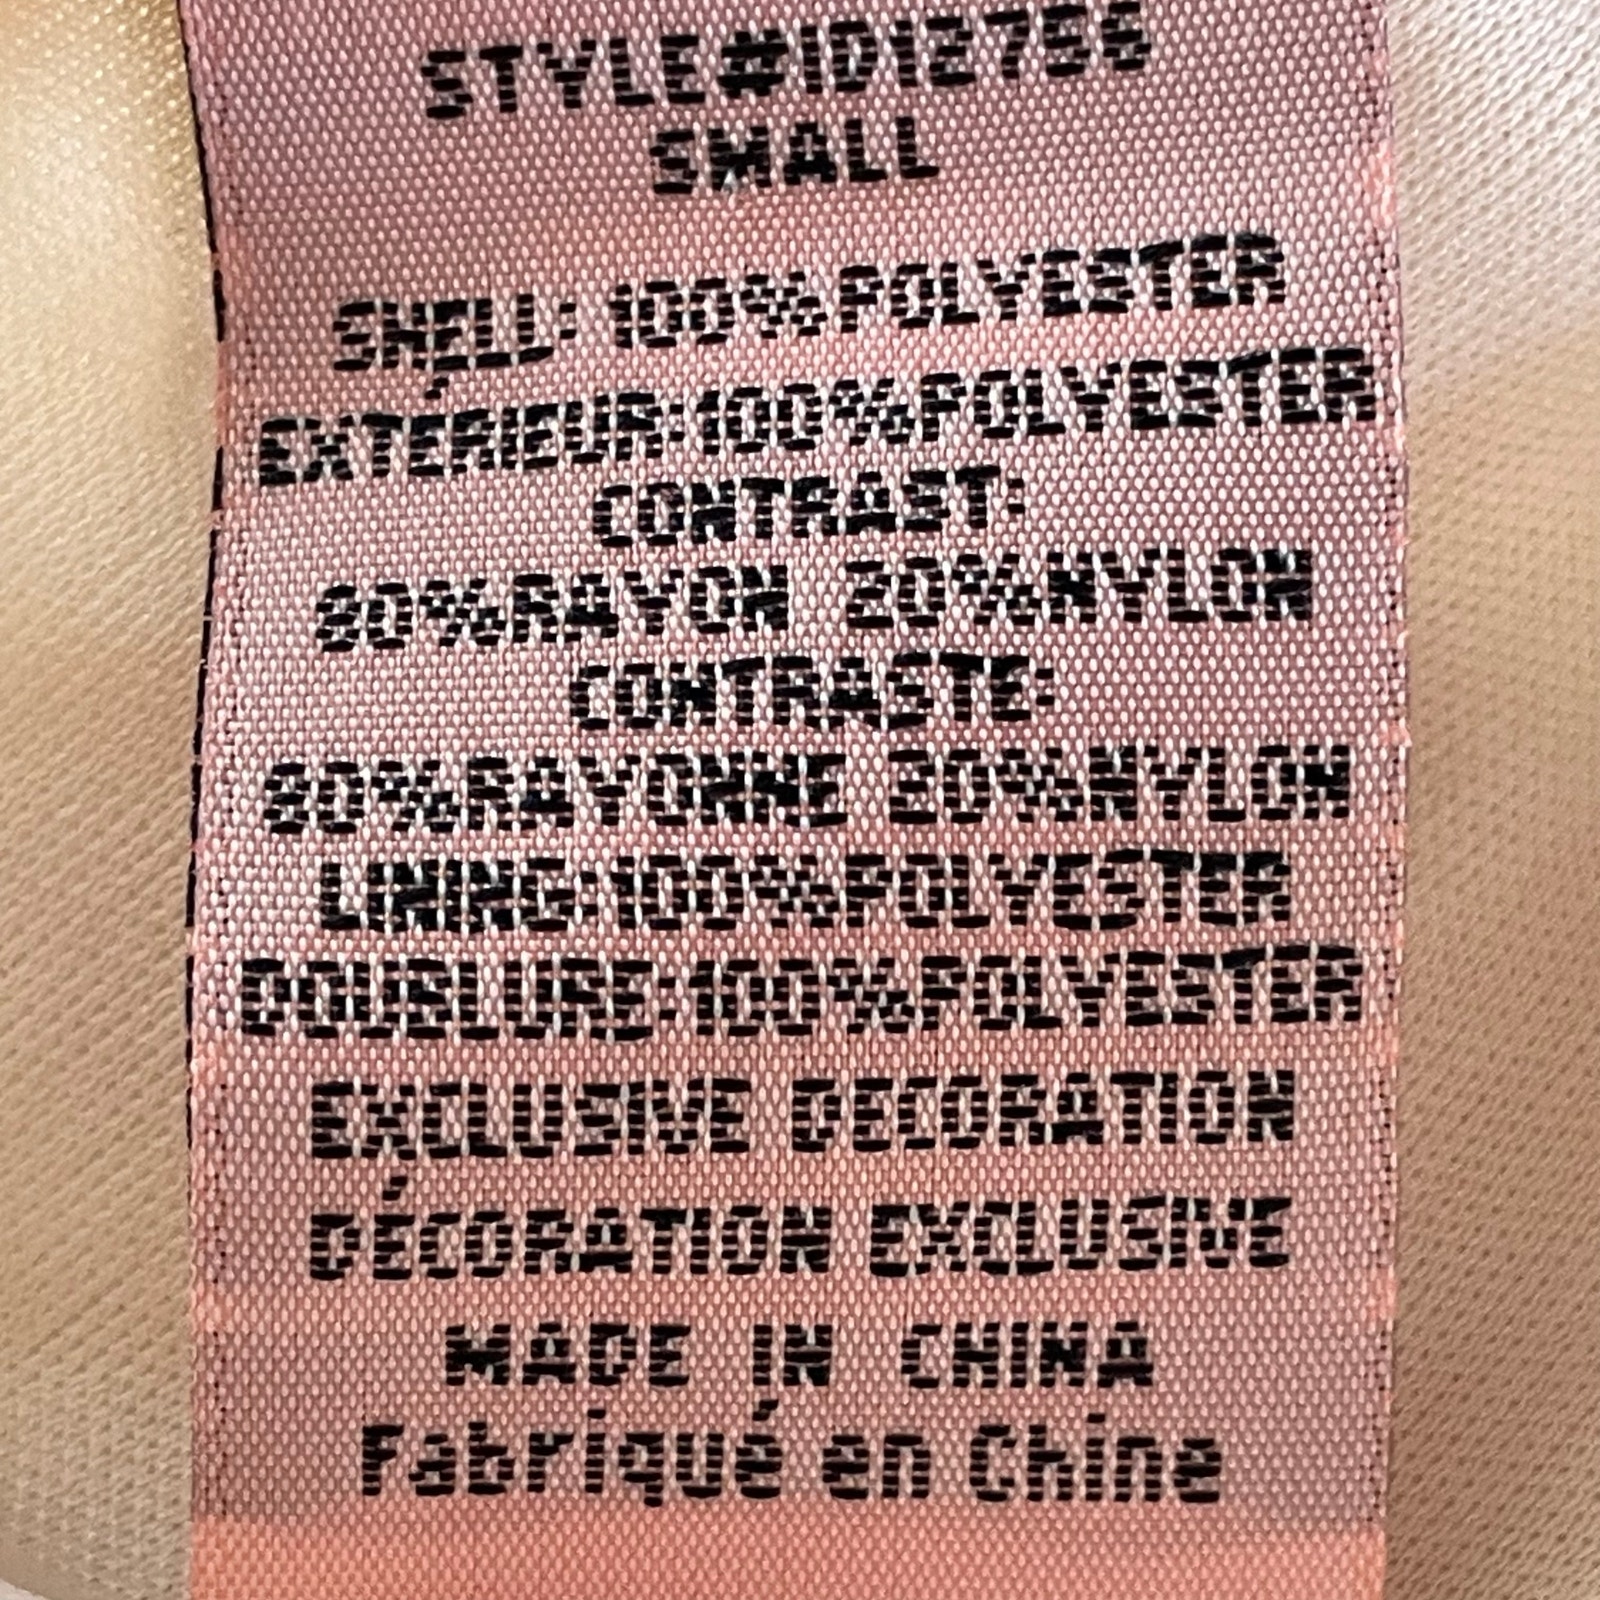 STYLE#ID12756
SMALL
SHELL: 100%POLYESTER
EXTÉRIEUR:100%POLYESTER
CONTRAST:
80%RAYON 20%NYLON
CONTRASTE:
80%RAYONNE 20%NYLON
LINING:100%POLYESTER
DOUBLURE:100%POLYESTER
EXCLUSIVE DECORATION
DÉCORATION EXCLUSIVE
MADE IN CHINA
Fabriqué en Chine